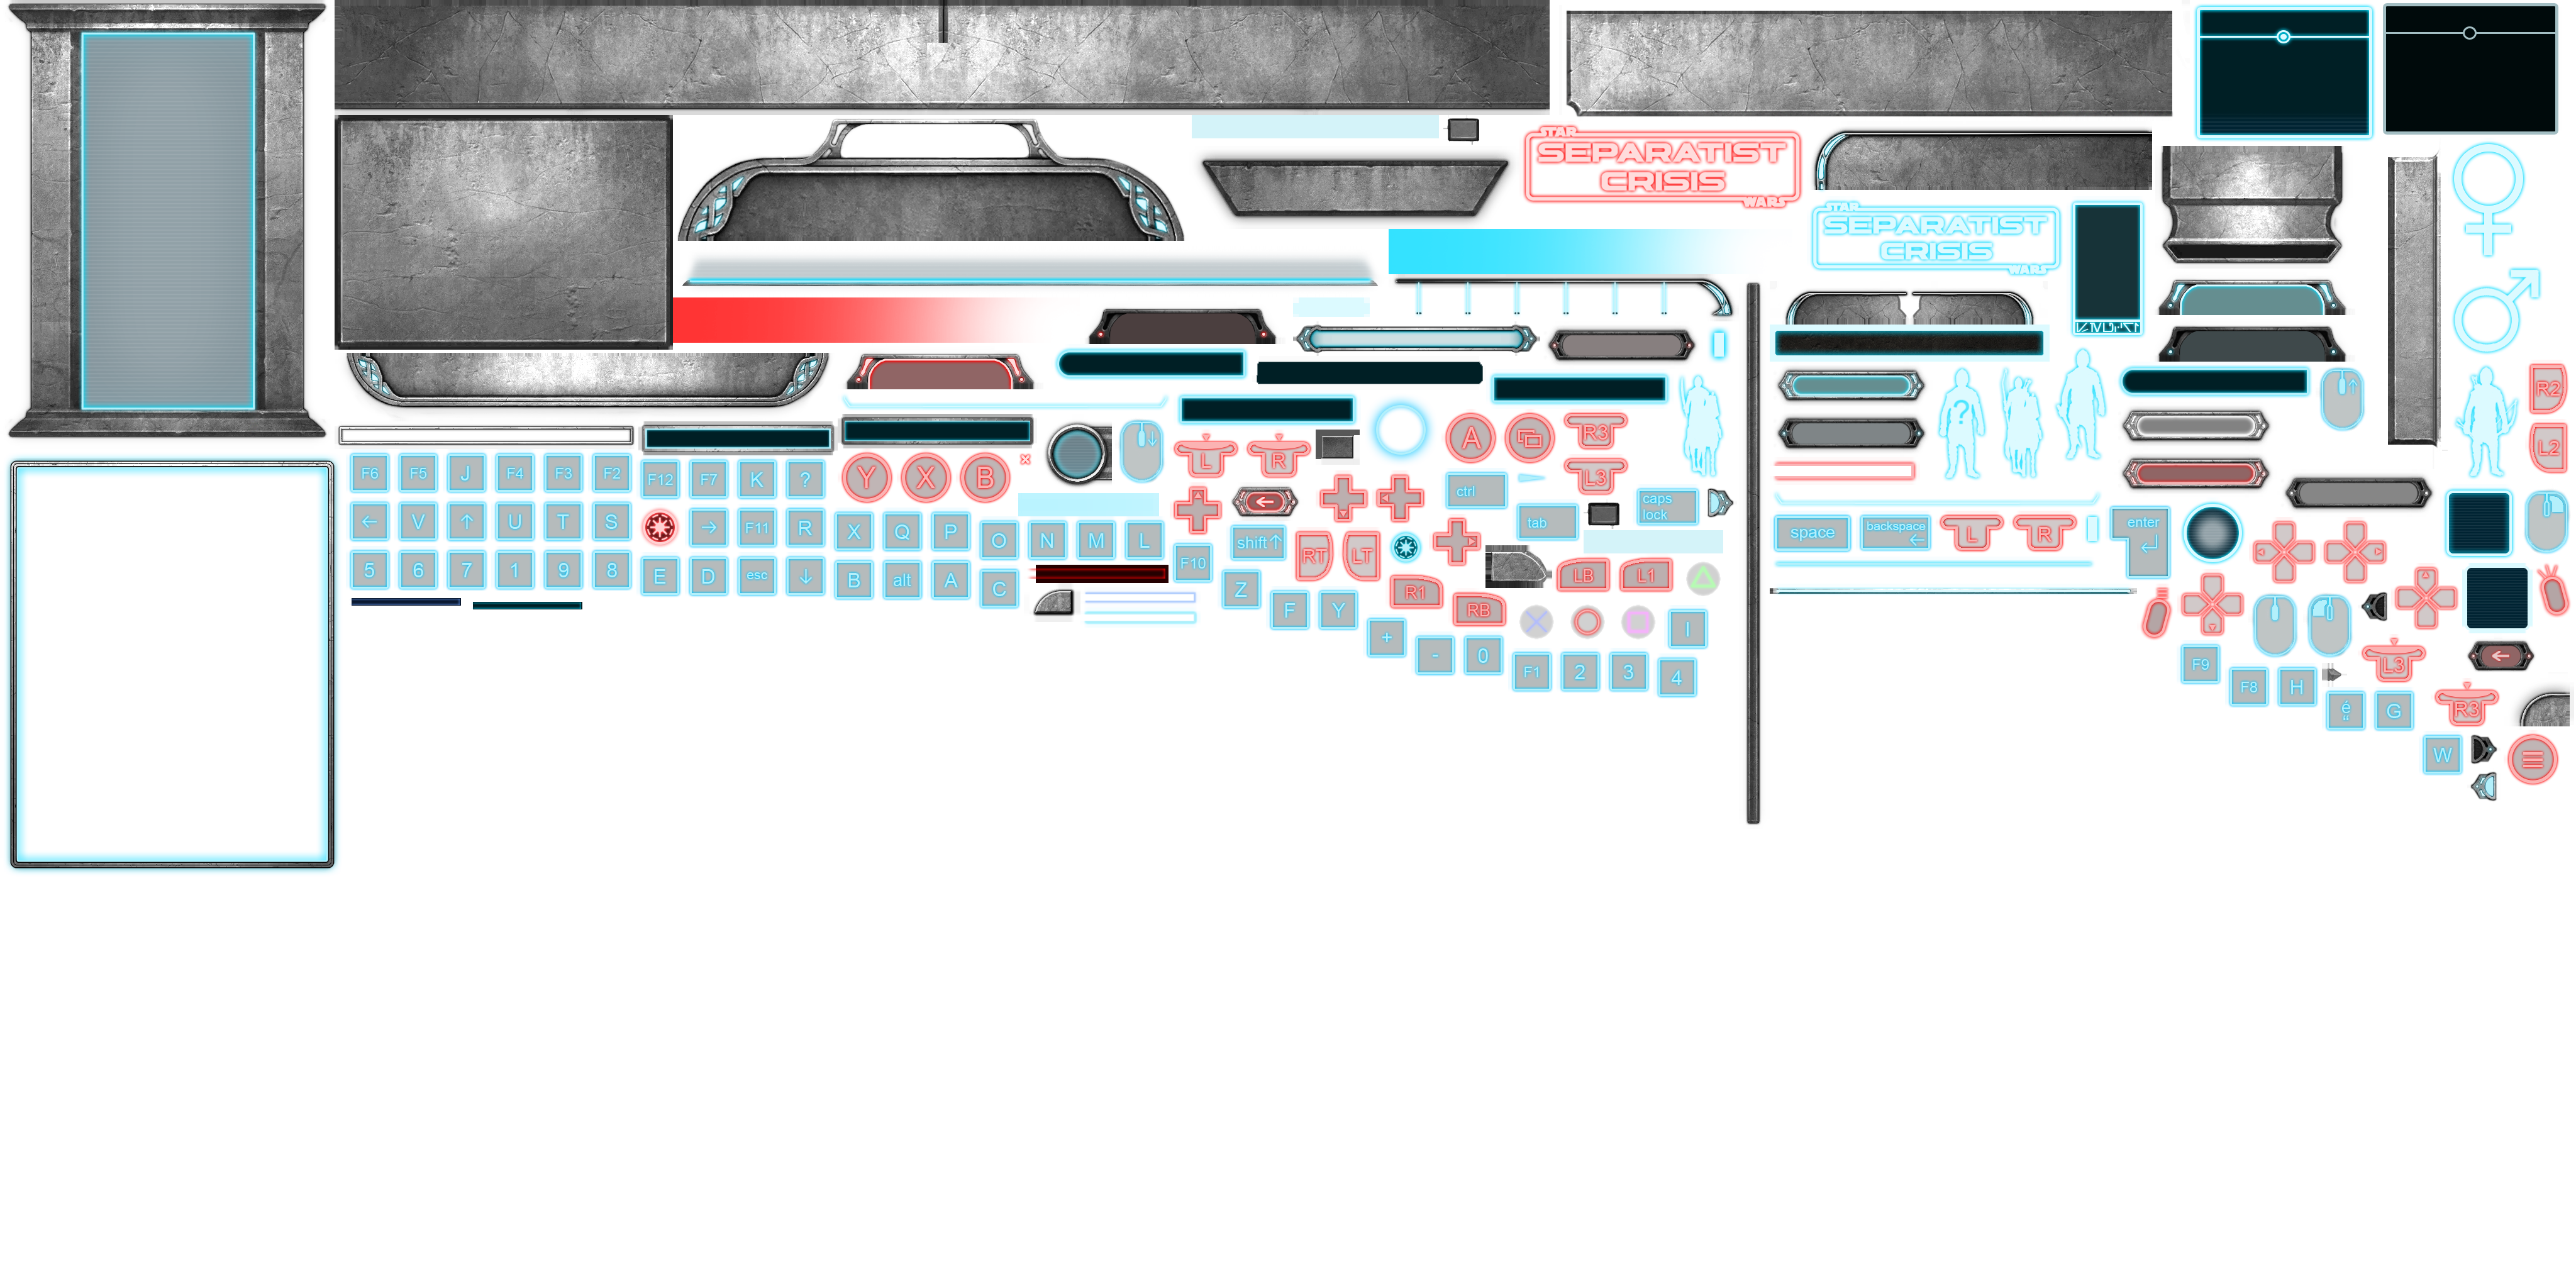 STAR
SEPARATIST
CRISIS
WARS
STAR
SEPARATIST
CRISIS
WARS
R2
L2
L R
A R3
L3
F6 F5 J F4 F3 F2 F12 F7 K ?
Y X B
ctrl
caps
lock
tab
← V ↑ U T S → F11 R X Q P O N M L
shift ↑
RT LT
space
backspace
←
L R
enter
5 6 7 1 9 8 E D esc ↓ B alt A C
F10
Z
F Y
R1
RB
LB L1
+
-
0
F1 2 3 4
I
F9
F8 H
L3
é
G
R3
W